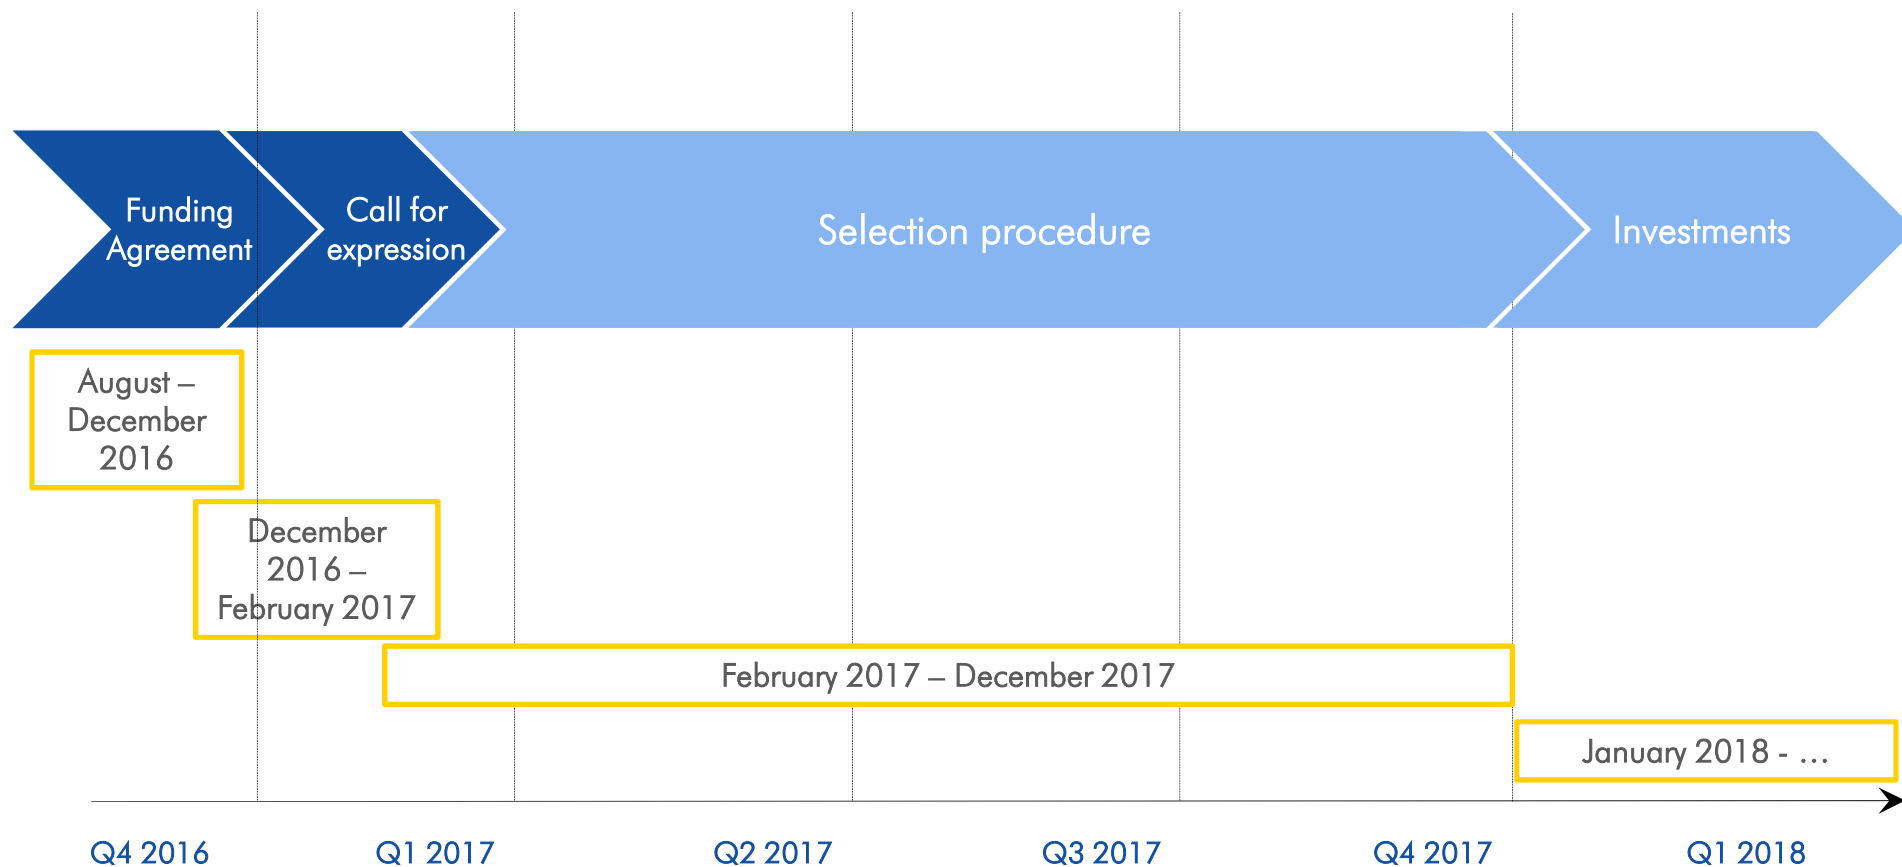 Funding
Agreement
Call for
expression
Selection procedure
Investments
August –
December
2016
December
2016 –
February 2017
February 2017 – December 2017
January 2018 - …
Q4 2016
Q1 2017
Q2 2017
Q3 2017
Q4 2017
Q1 2018